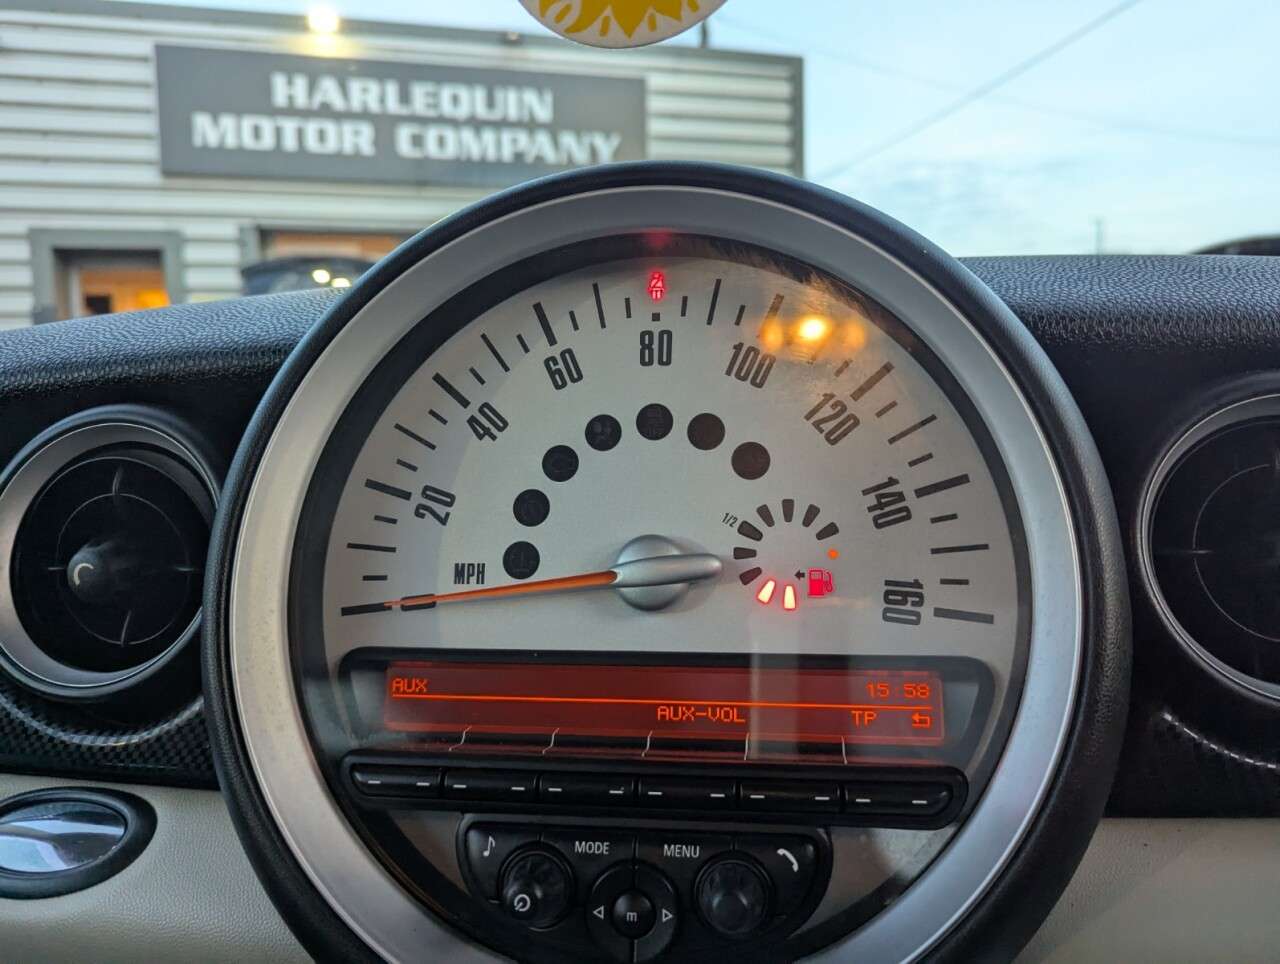 HARLEQUIN
MOTOR COMPANY
20
40
60
80
100
120
140
160
MPH
1/2
AUX
15 58
AUX-VOL
TP
MODE
MENU
m